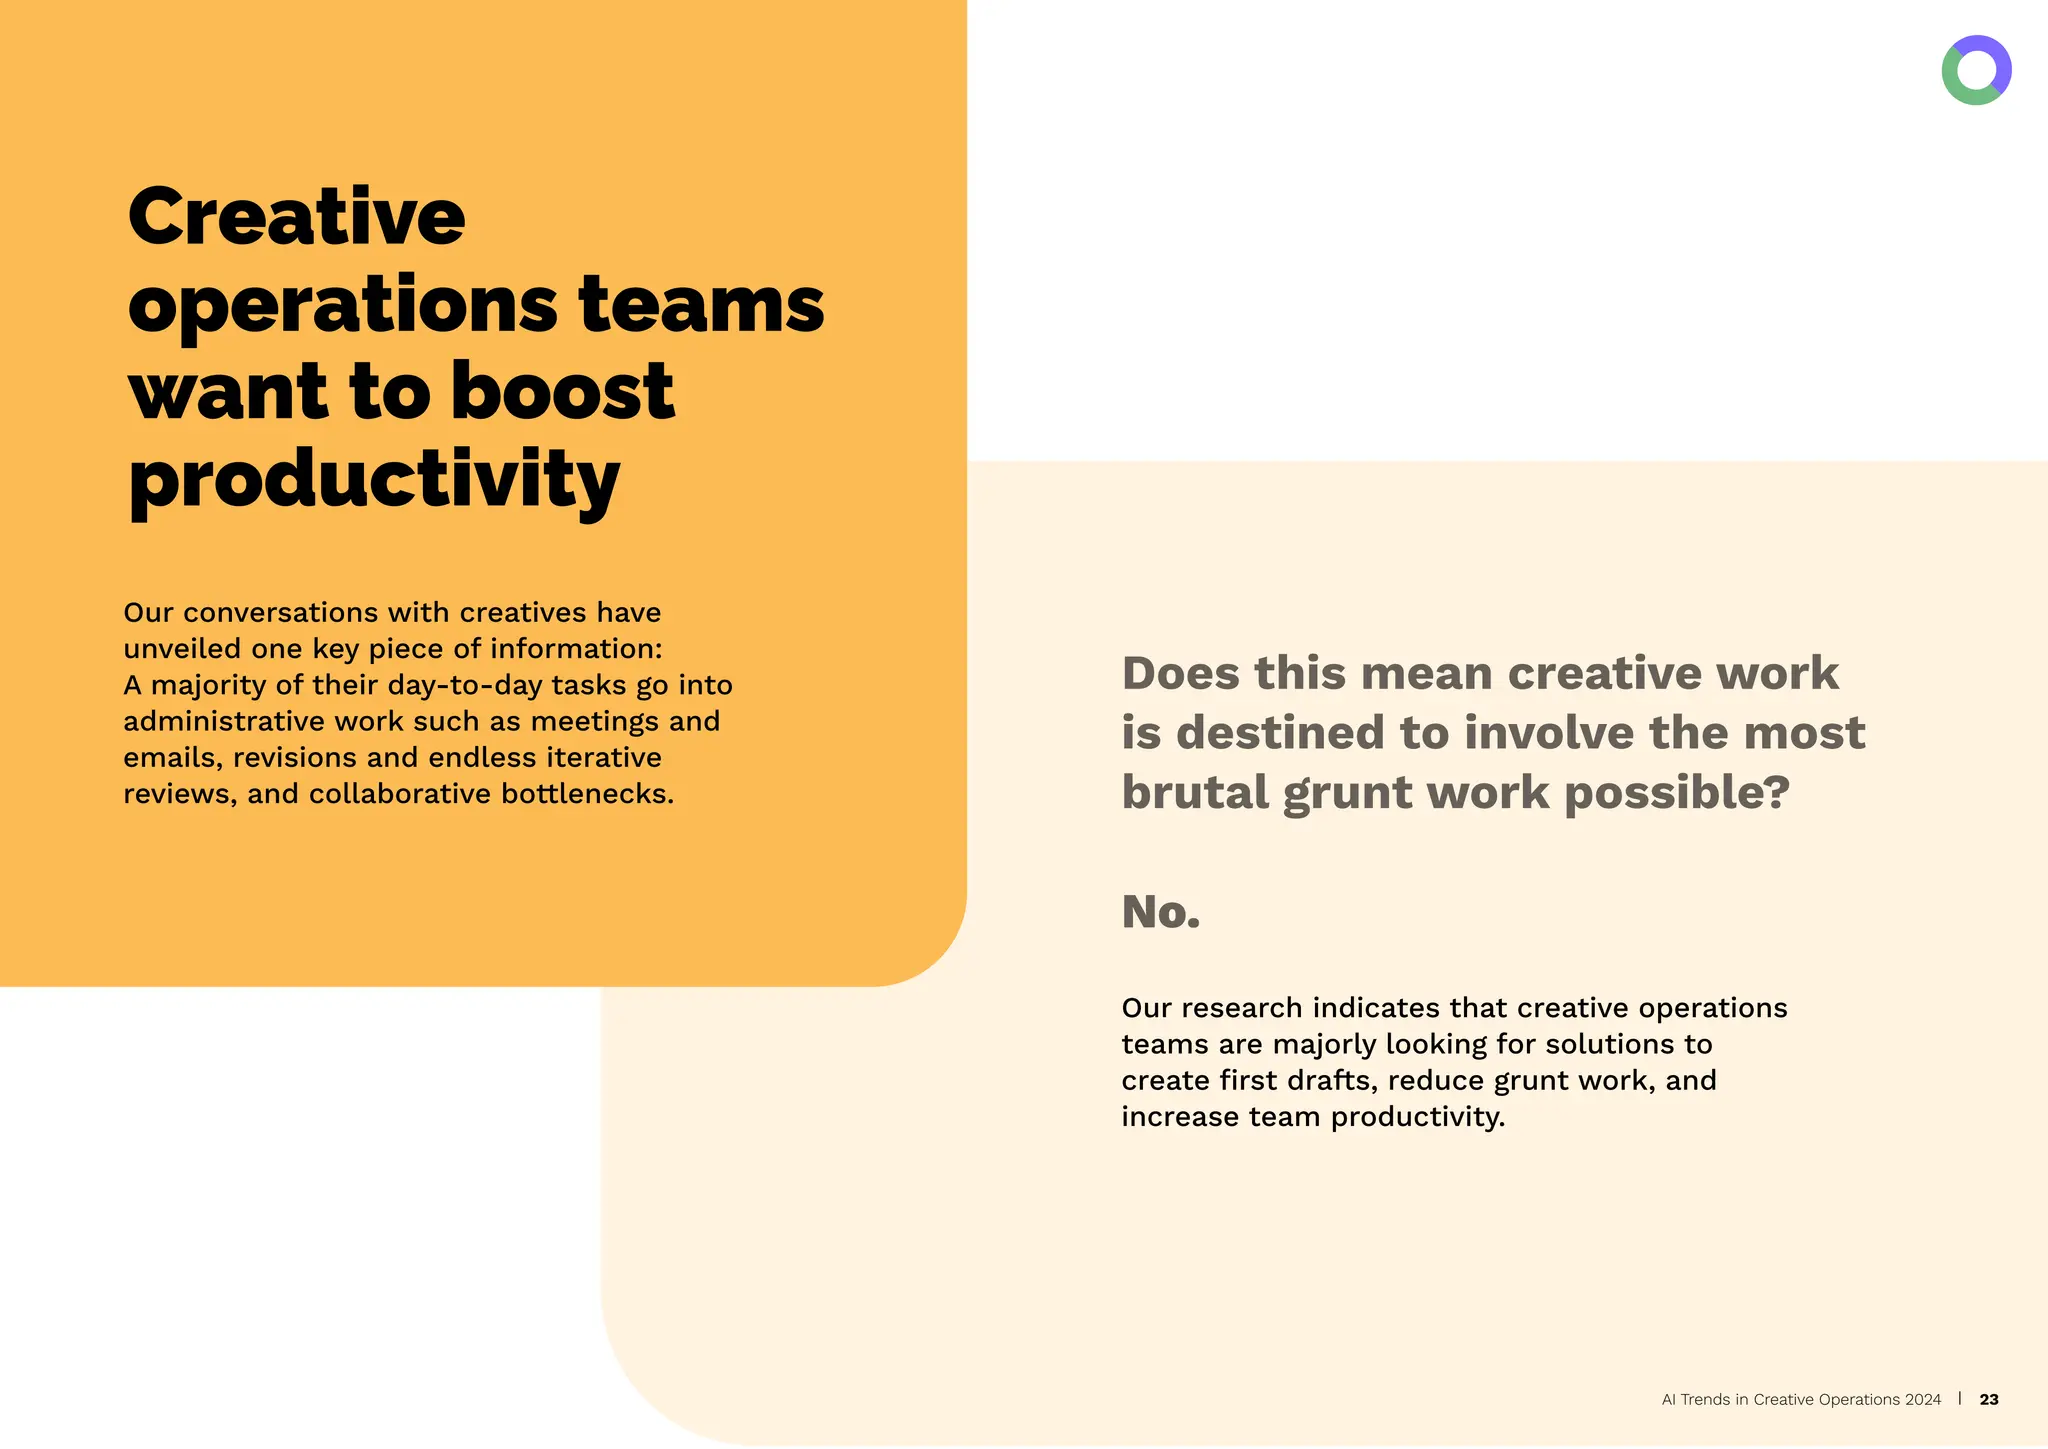 Creative
operations teams
want to boost
productivity
Our conversations with creatives have
unveiled one key piece of information:
A majority of their day-to-day tasks go into
administrative work such as meetings and
emails, revisions and endless iterative
reviews, and collaborative bottlenecks.
Does this mean creative work
is destined to involve the most
brutal grunt work possible?
No.
Our research indicates that creative operations
teams are majorly looking for solutions to
create first drafts, reduce grunt work, and
increase team productivity.
AI Trends in Creative Operations 2024 | 23